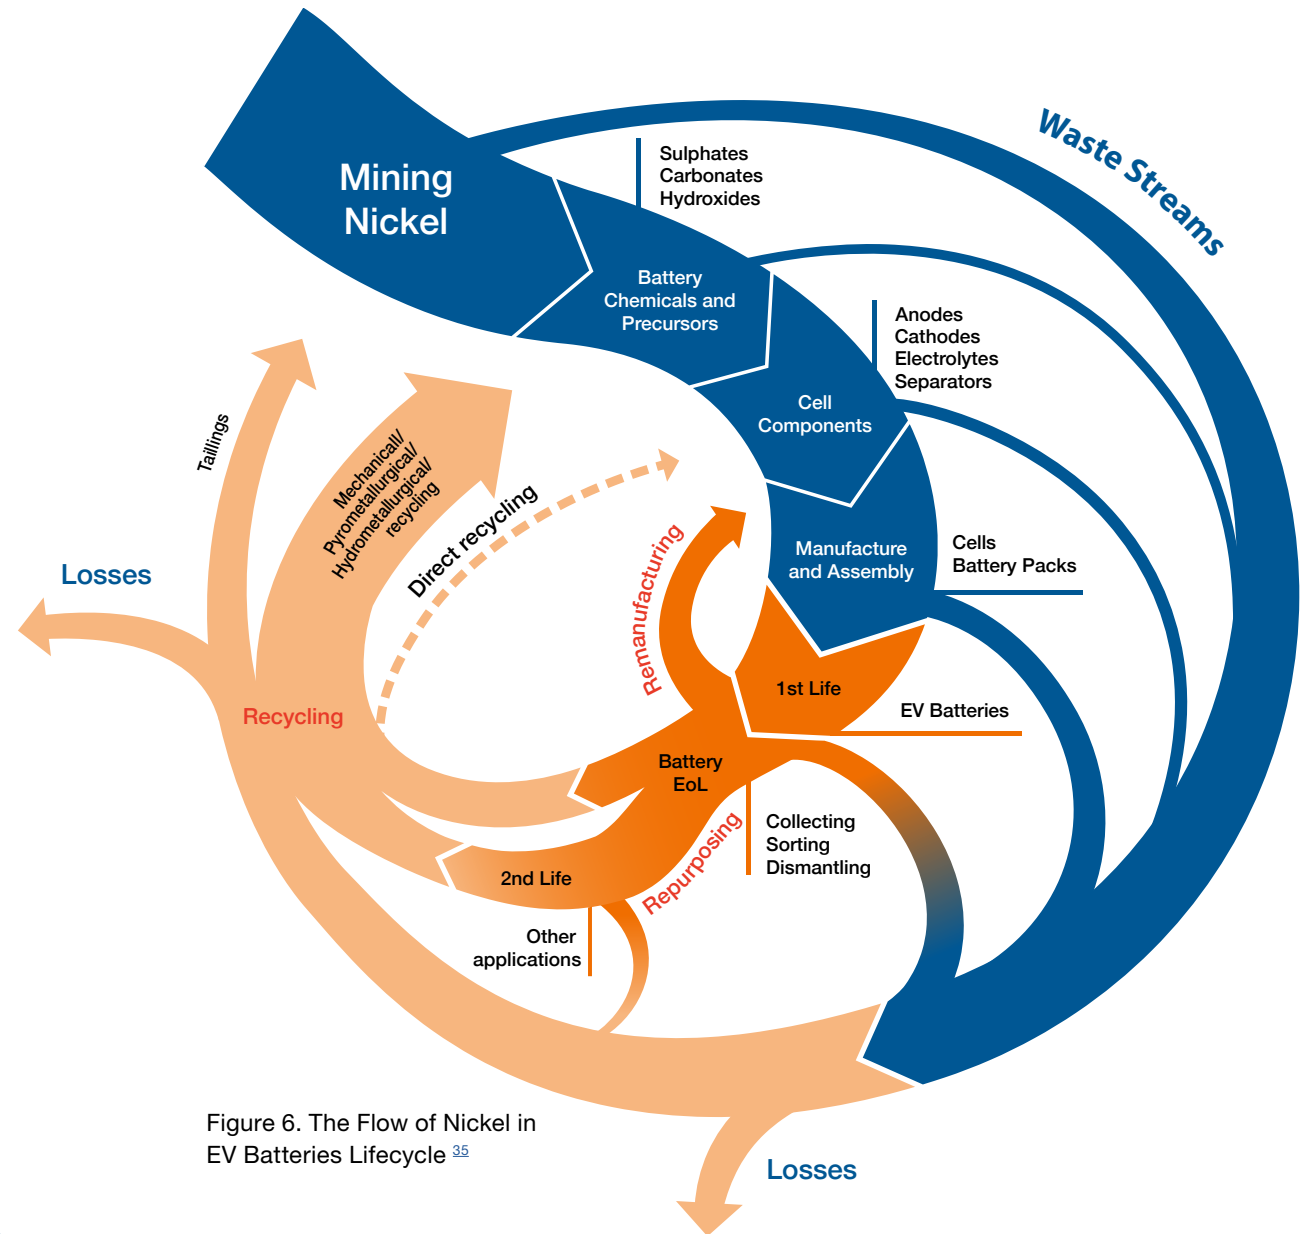 Waste Streams
Mining
Nickel
Sulphates
Carbonates
Hydroxides
Battery
Chemicals and
Precursors
Anodes
Cathodes
Electrolytes
Separators
Cell
Components
Taillings
Mechanicall/
Pyrometallurgical/
Hydrometallurgical/
recycling
Direct recycling
Remanufacturing
Manufacture
and Assembly
Cells
Battery Packs
Losses
Recycling
1st Life
EV Batteries
Battery
EoL
Repurposing
Collecting
Sorting
Dismantling
2nd Life
Other
applications
Figure 6. The Flow of Nickel in
EV Batteries Lifecycle 35
Losses